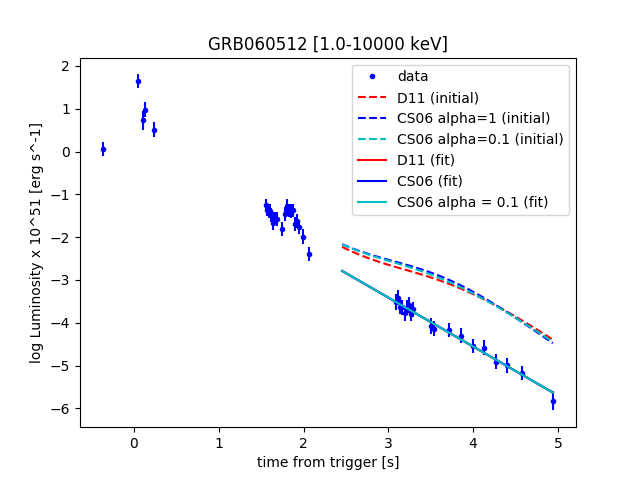 GRB060512 [1.0-10000 keV]
data
D11 (initial)
CS06 alpha=1 (initial)
CS06 alpha=0.1 (initial)
D11 (fit)
CS06 (fit)
CS06 alpha = 0.1 (fit)
log Luminosity x 10^51 [erg s^-1]
2
1
0
−1
−2
−3
−4
−5
−6
0 1 2 3 4 5
time from trigger [s]